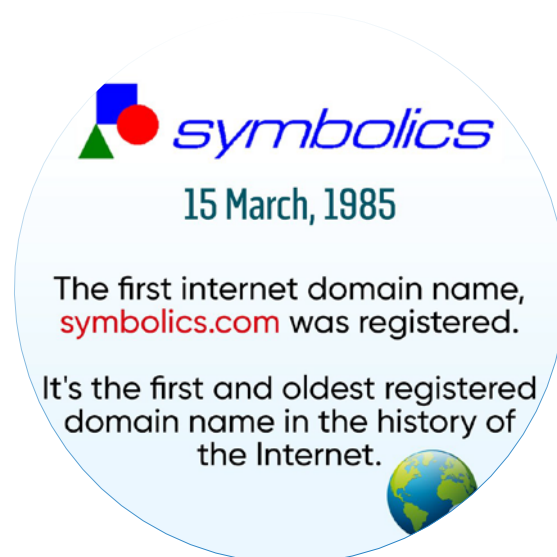 symbolics
15 March, 1985
The first internet domain name,
symbolics.com was registered.
It's the first and oldest registered
domain name in the history of
the Internet.